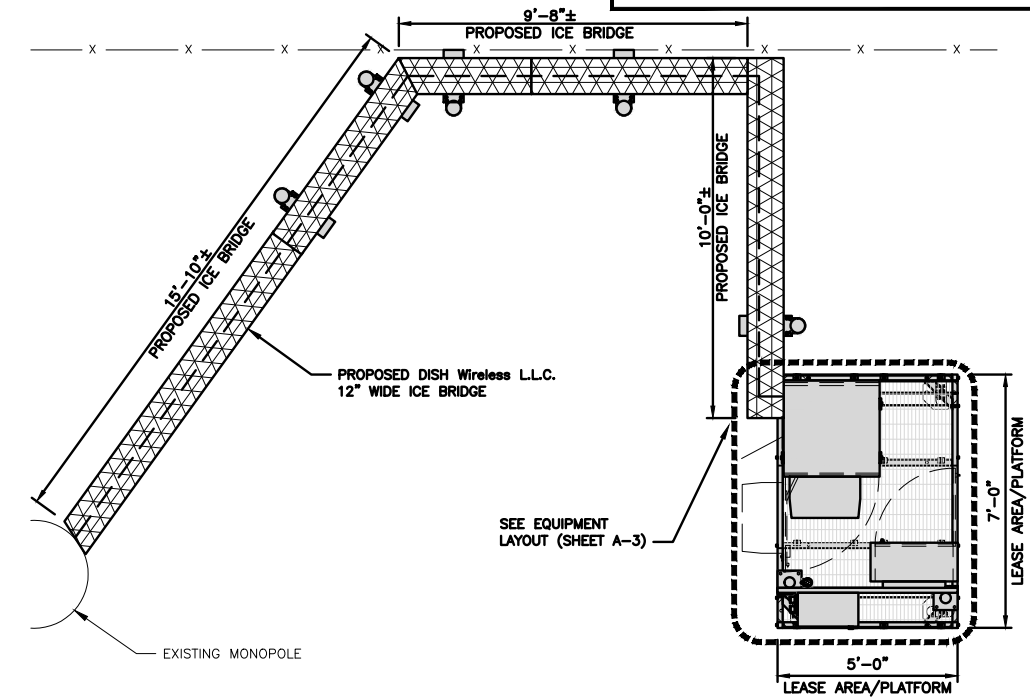 9'-8"±
PROPOSED ICE BRIDGE
X X X X X X X X X X
15'-10"±
PROPOSED ICE BRIDGE
10'-0"±
PROPOSED ICE BRIDGE
PROPOSED DISH Wireless L.L.C.
12" WIDE ICE BRIDGE
SEE EQUIPMENT
LAYOUT (SHEET A-3)
7'-0"
LEASE AREA/PLATFORM
EXISTING MONOPOLE
5'-0"
LEASE AREA/PLATFORM